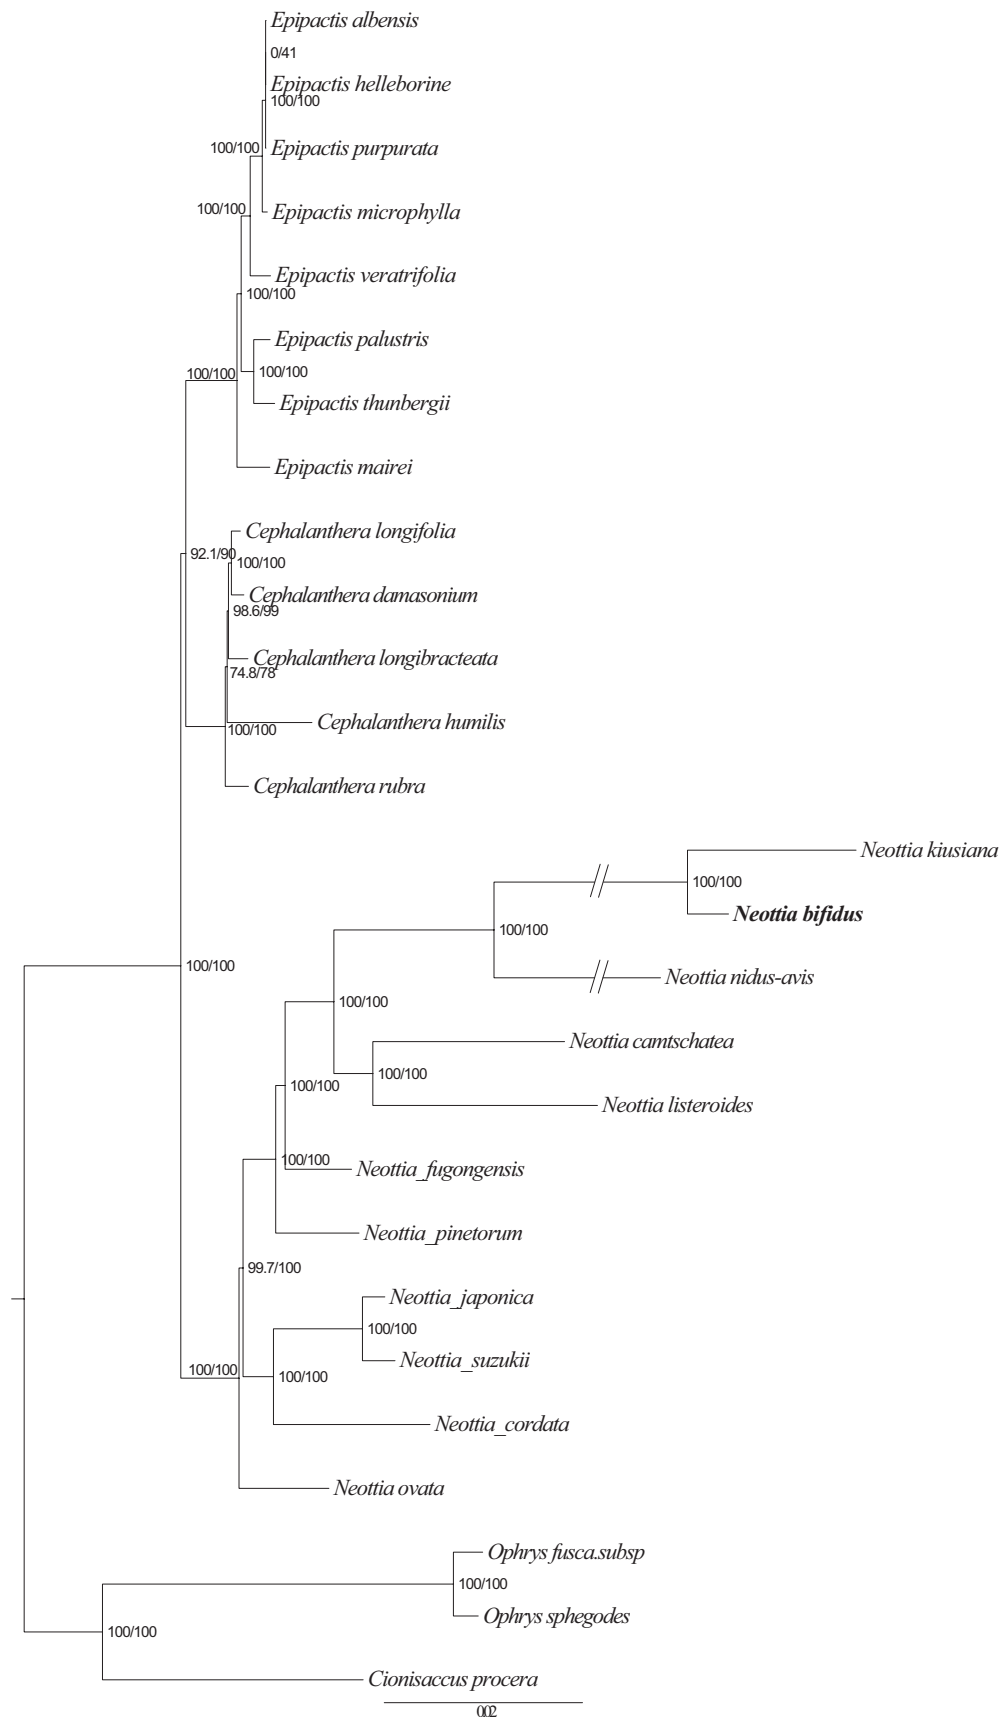 Epipactis albensis
0/41
Epipactis helleborine
100/100
100/100
Epipactis purpurata
100/100
Epipactis microphylla
Epipactis veratrifolia
100/100
Epipactis palustris
100/100
100/100
Epipactis thunbergii
Epipactis mairei
Cephalanthera longifolia
92.1/90
100/100
Cephalanthera damasonium
98.6/99
Cephalanthera longibracteata
74.8/78
Cephalanthera humilis
100/100
Cephalanthera rubra
Neottia kiusiana
100/100
Neottia bifidus
100/100
100/100
Neottia nidus-avis
100/100
Neottia camtschatea
100/100
100/100
Neottia listeroides
100/100
Neottia_fugongensis
Neottia_pinetorum
99.7/100
Neottia_japonica
100/100
Neottia_suzukii
100/100
100/100
Neottia_cordata
Neottia ovata
Ophrys fusca.subsp
100/100
Ophrys sphegodes
100/100
Cionisaccus procera
0.02